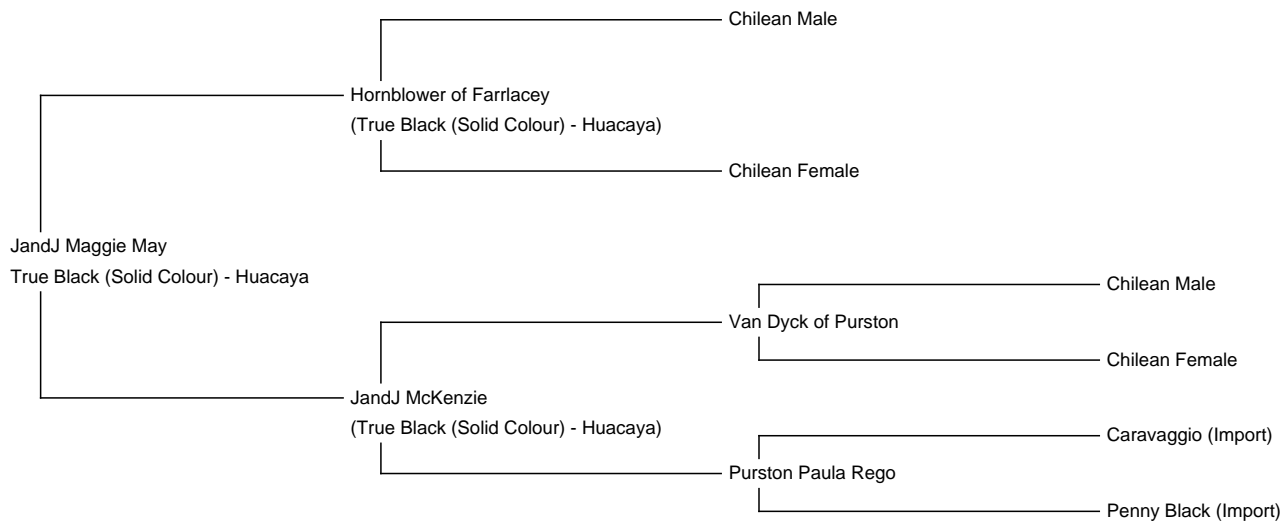 Chilean Male
Hornblower of Farrlacey
(True Black (Solid Colour) - Huacaya)
Chilean Female
JandJ Maggie May
True Black (Solid Colour) - Huacaya
Chilean Male
Van Dyck of Purston
Chilean Female
JandJ McKenzie
(True Black (Solid Colour) - Huacaya)
Caravaggio (Import)
Purston Paula Rego
Penny Black (Import)